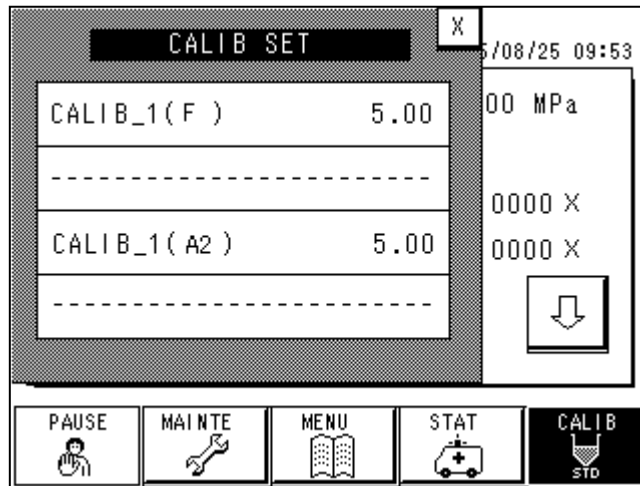 CALIB SET
X
5/08/25 09:53
CALIB_1(F ) 5.00
00 MPa
------------------------
0000 X
CALIB_1(A2) 5.00
0000 X
------------------------
PAUSE
MAINTE
MENU
STAT
CALIB
STD